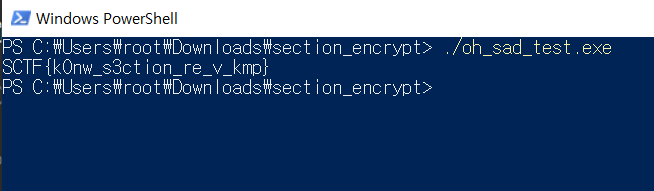 Windows PowerShell
PS C:₩Users₩root₩Downloads₩section_encrypt> ./oh_sad_test.exe
SCTF{k0nw_s3ction_re_v_kmp}
PS C:₩Users₩root₩Downloads₩section_encrypt>